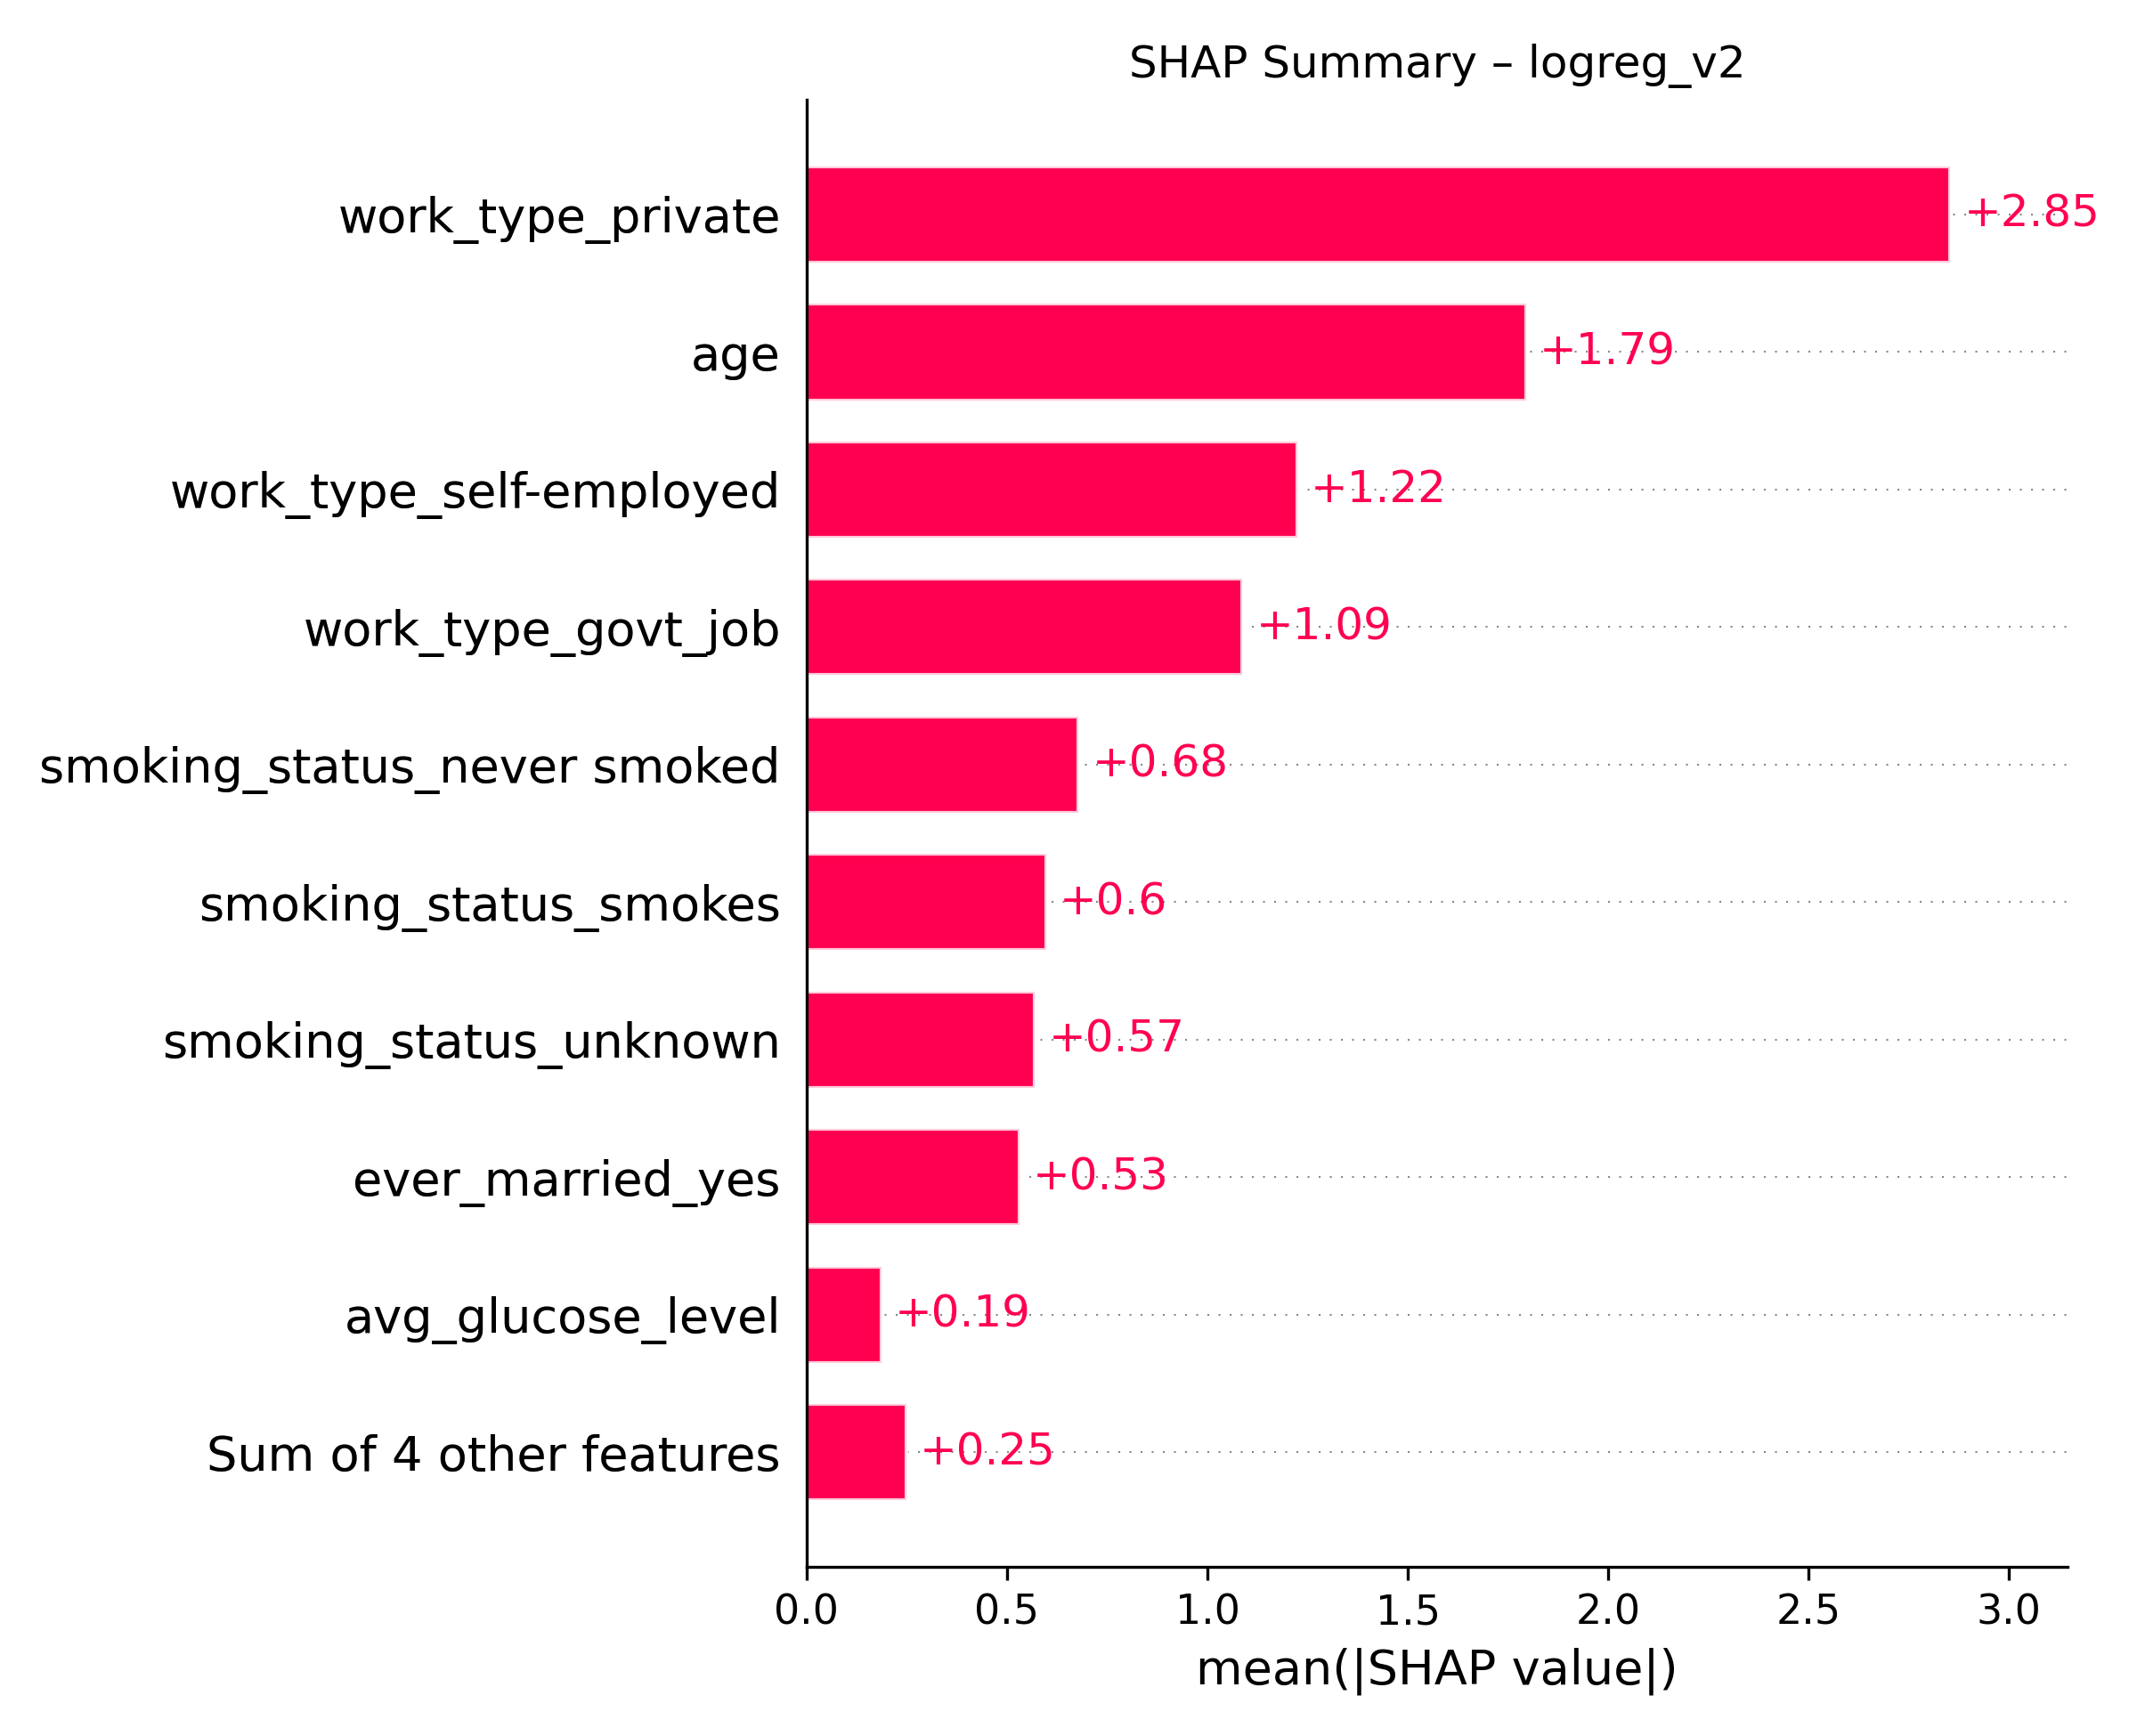 SHAP Summary – logreg_v2
work_type_private +2.85
age +1.79
work_type_self-employed +1.22
work_type_govt_job +1.09
smoking_status_never smoked +0.68
smoking_status_smokes +0.6
smoking_status_unknown +0.57
ever_married_yes +0.53
avg_glucose_level +0.19
Sum of 4 other features +0.25
0.0 0.5 1.0 1.5 2.0 2.5 3.0
mean(|SHAP value|)